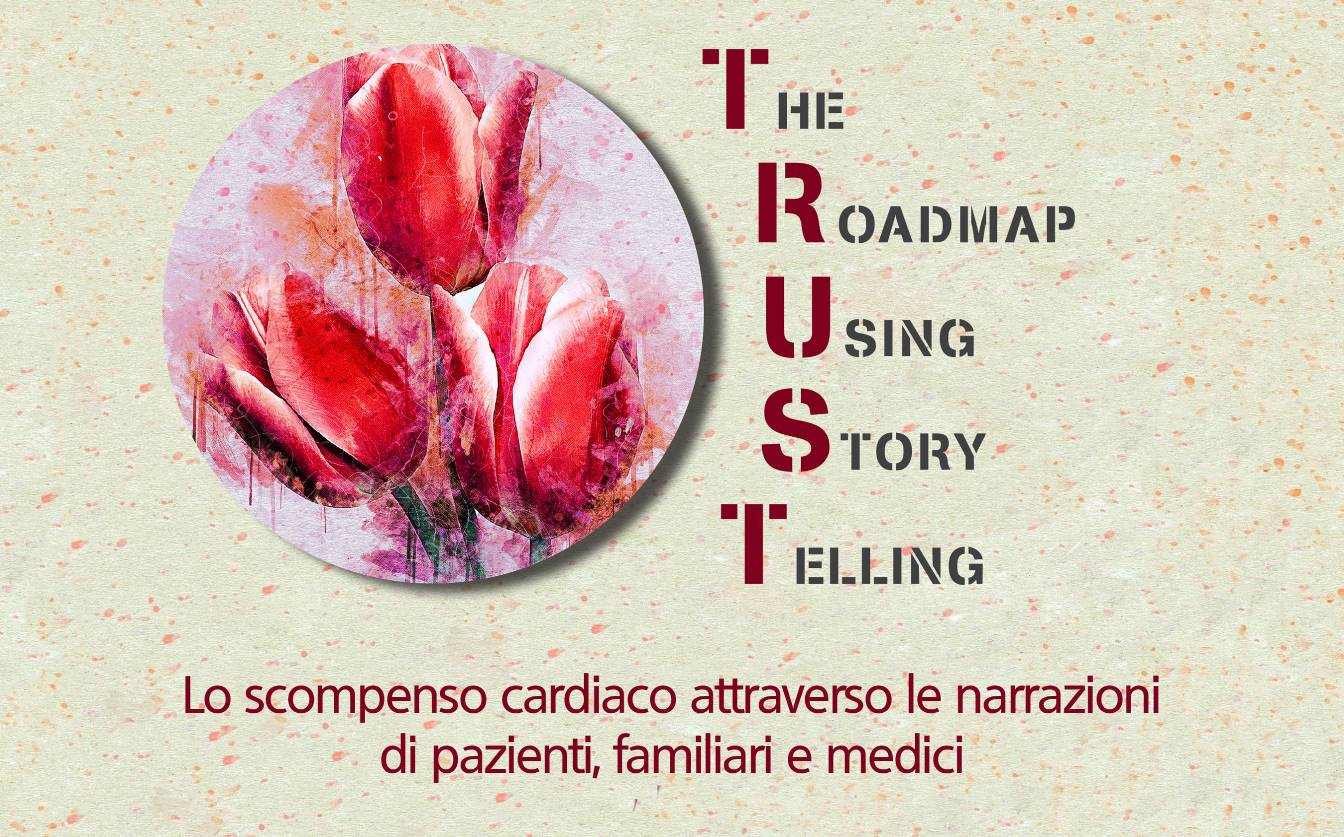 THE
ROADMAP
USING
STORY
TELLING
Lo scompenso cardiaco attraverso le narrazioni
di pazienti, familiari e medici